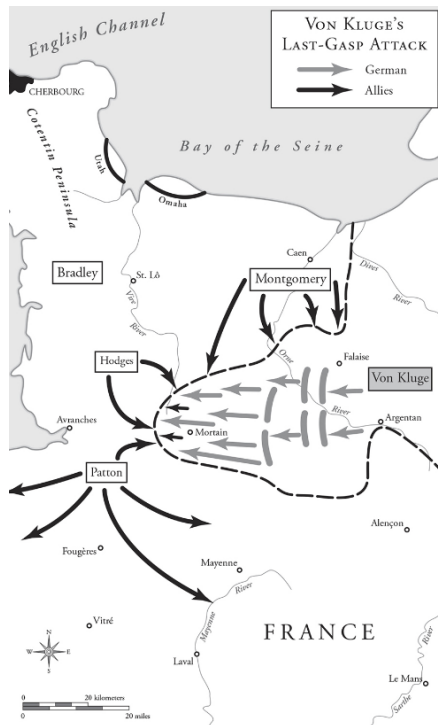 VON KLUGE'S
LAST-GASP ATTACK
German
Allies
English Channel
CHERBOURG
Cotentin Peninsula
Utah
Omaha
Bay of the Seine
Caen
Dives
River
Bradley
St. Lô
Vire
River
Montgomery
Orne
River
Falaise
Von Kluge
Hodges
Argentan
Avranches
Mortain
Patton
Alençon
Fougères
Mayenne
River
Mayenne
Vitré
N
W
E
S
FRANCE
Laval
Le Mans
Sarthe
River
0
20 kilometers
0
20 miles